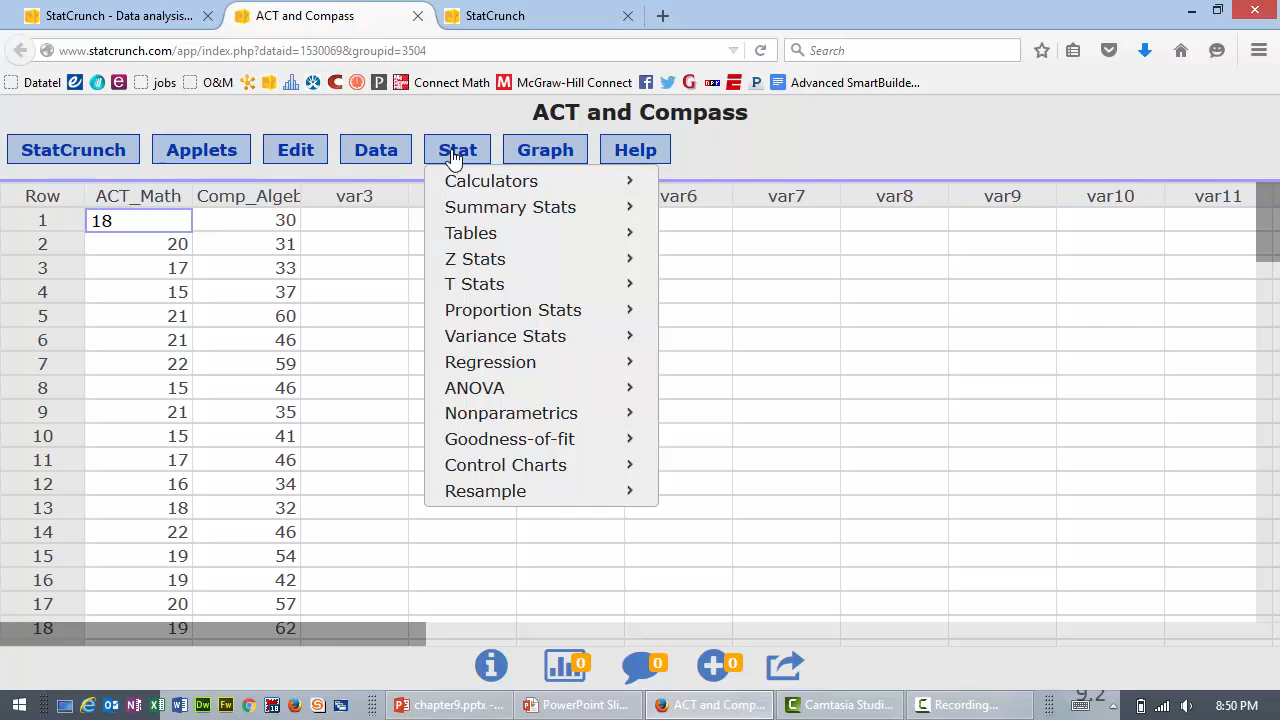 StatCrunch - Data analysis...
ACT and Compass
StatCrunch
www.statcrunch.com/app/index.php?dataid=1530069&groupid=3504
Search
Datatel
jobs
O&M
Connect Math
McGraw-Hill Connect
Advanced SmartBuilde...
ACT and Compass
StatCrunch Applets Edit Data Stat Graph Help
Row ACT_Math Comp_Algeb var3 var6 var7 var8 var9 var10 var11
Calculators
Summary Stats
Tables
Z Stats
T Stats
Proportion Stats
Variance Stats
Regression
ANOVA
Nonparametrics
Goodness-of-fit
Control Charts
Resample
1 18 30
2 20 31
3 17 33
4 15 37
5 21 60
6 21 46
7 22 59
8 15 46
9 21 35
10 15 41
11 17 46
12 16 34
13 18 32
14 22 46
15 19 54
16 19 42
17 20 57
18 19 62
0 0 0
chapter9.pptx -...
PowerPoint Sli...
ACT and Comp...
Camtasia Studi...
Recording...
9.2
8:50 PM